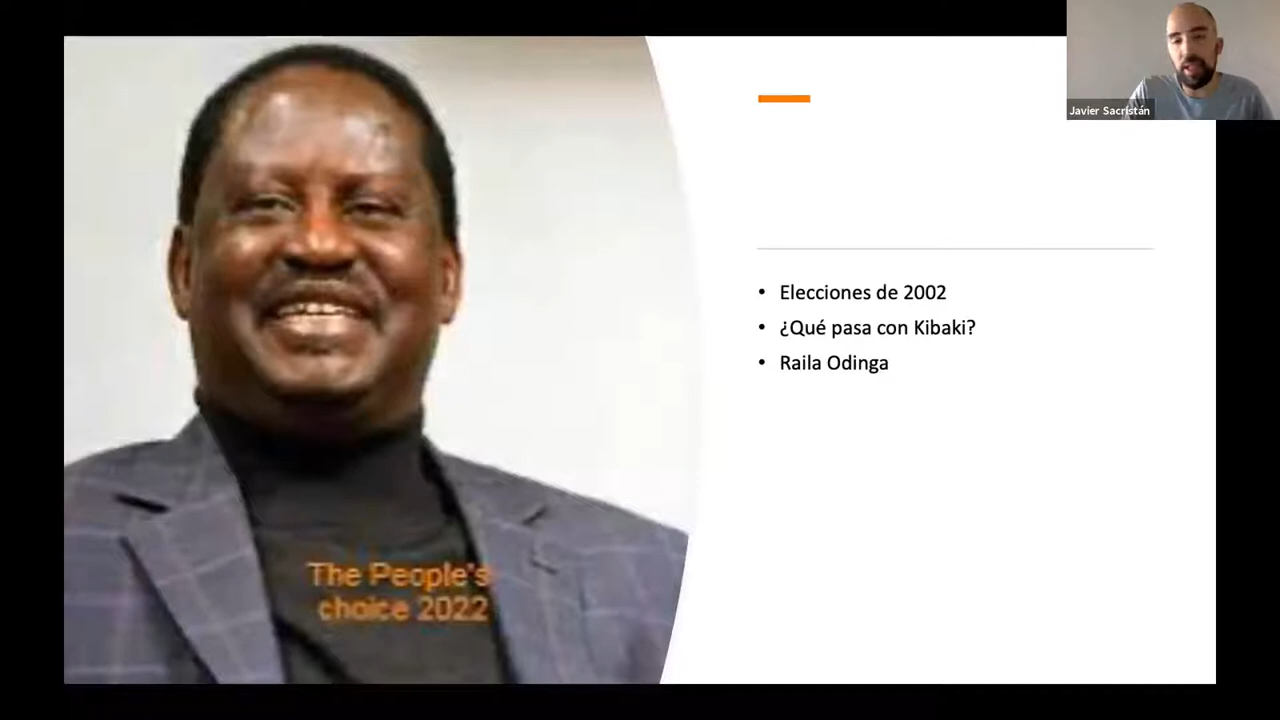 Javier Sacristán
• Elecciones de 2002
• ¿Qué pasa con Kibaki?
• Raila Odinga
The People's
choice 2022